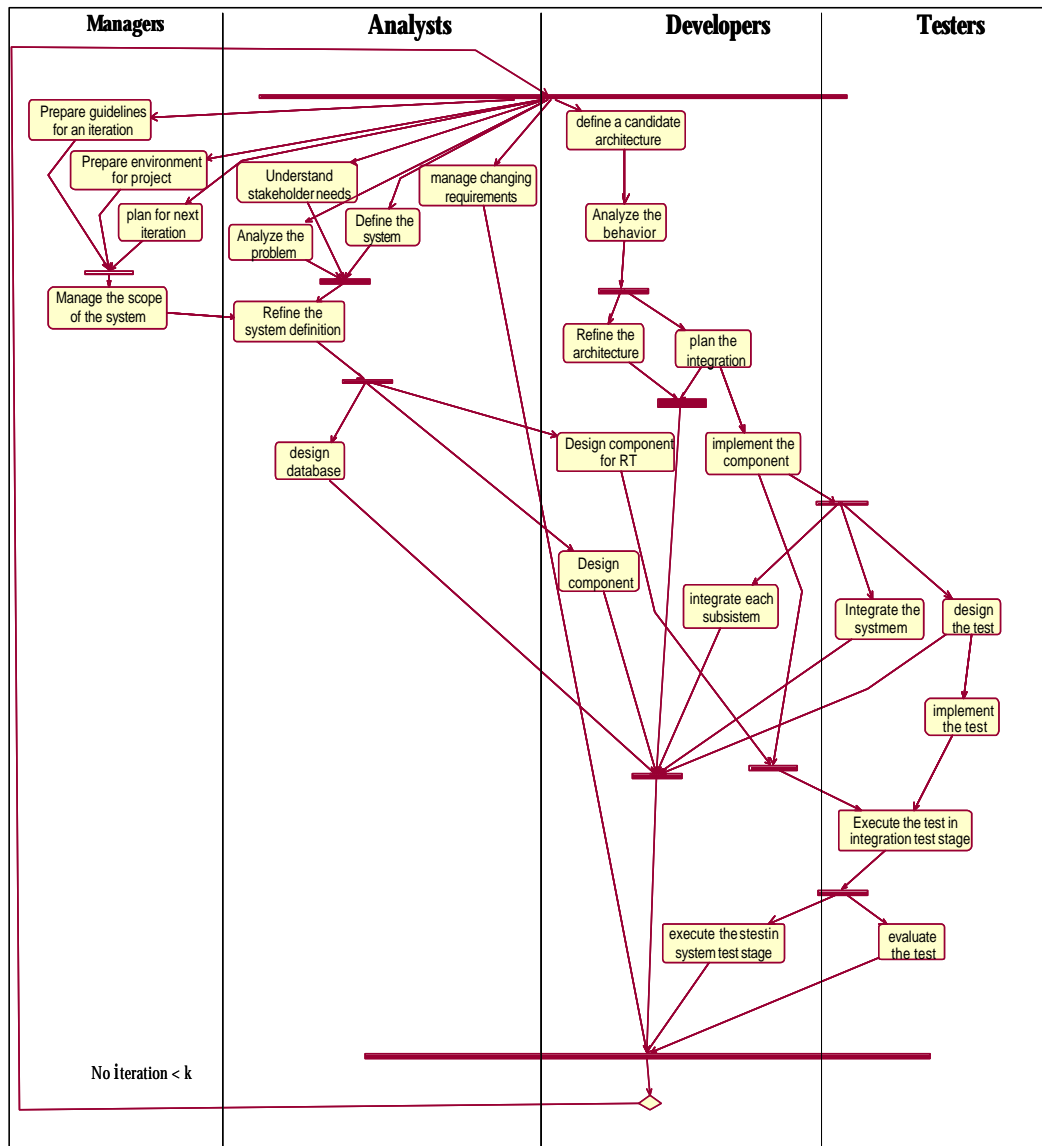 Managers
Analysts
Developers
Testers
Prepare guidelines
for an iteration
define a candidate
architecture
Prepare environment
for project
Understand
stakeholder needs
manage changing
requirements
plan for next
iteration
Analyze the
problem
Define the
system
Analyze the
behavior
Manage the scope
of the system
Refine the
system definition
Refine the
architecture
plan the
integration
design
database
Design component
for RT
implement the
component
Design
component
integrate each
subsistem
Integrate the
systmem
design
the test
implement
the test
Execute the test in
integration test stage
execute the stestin
system test stage
evaluate
the test
No iteration < k